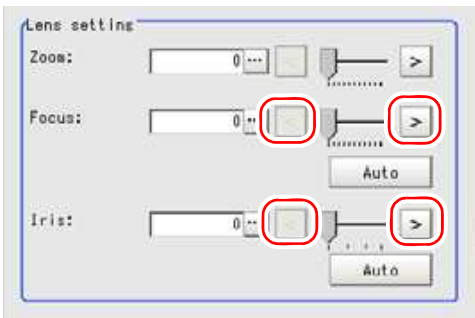 Lens setting
Zoom: 0 ... < >
Focus: 0 ... < >
Auto
Iris: 0 ... < >
Auto